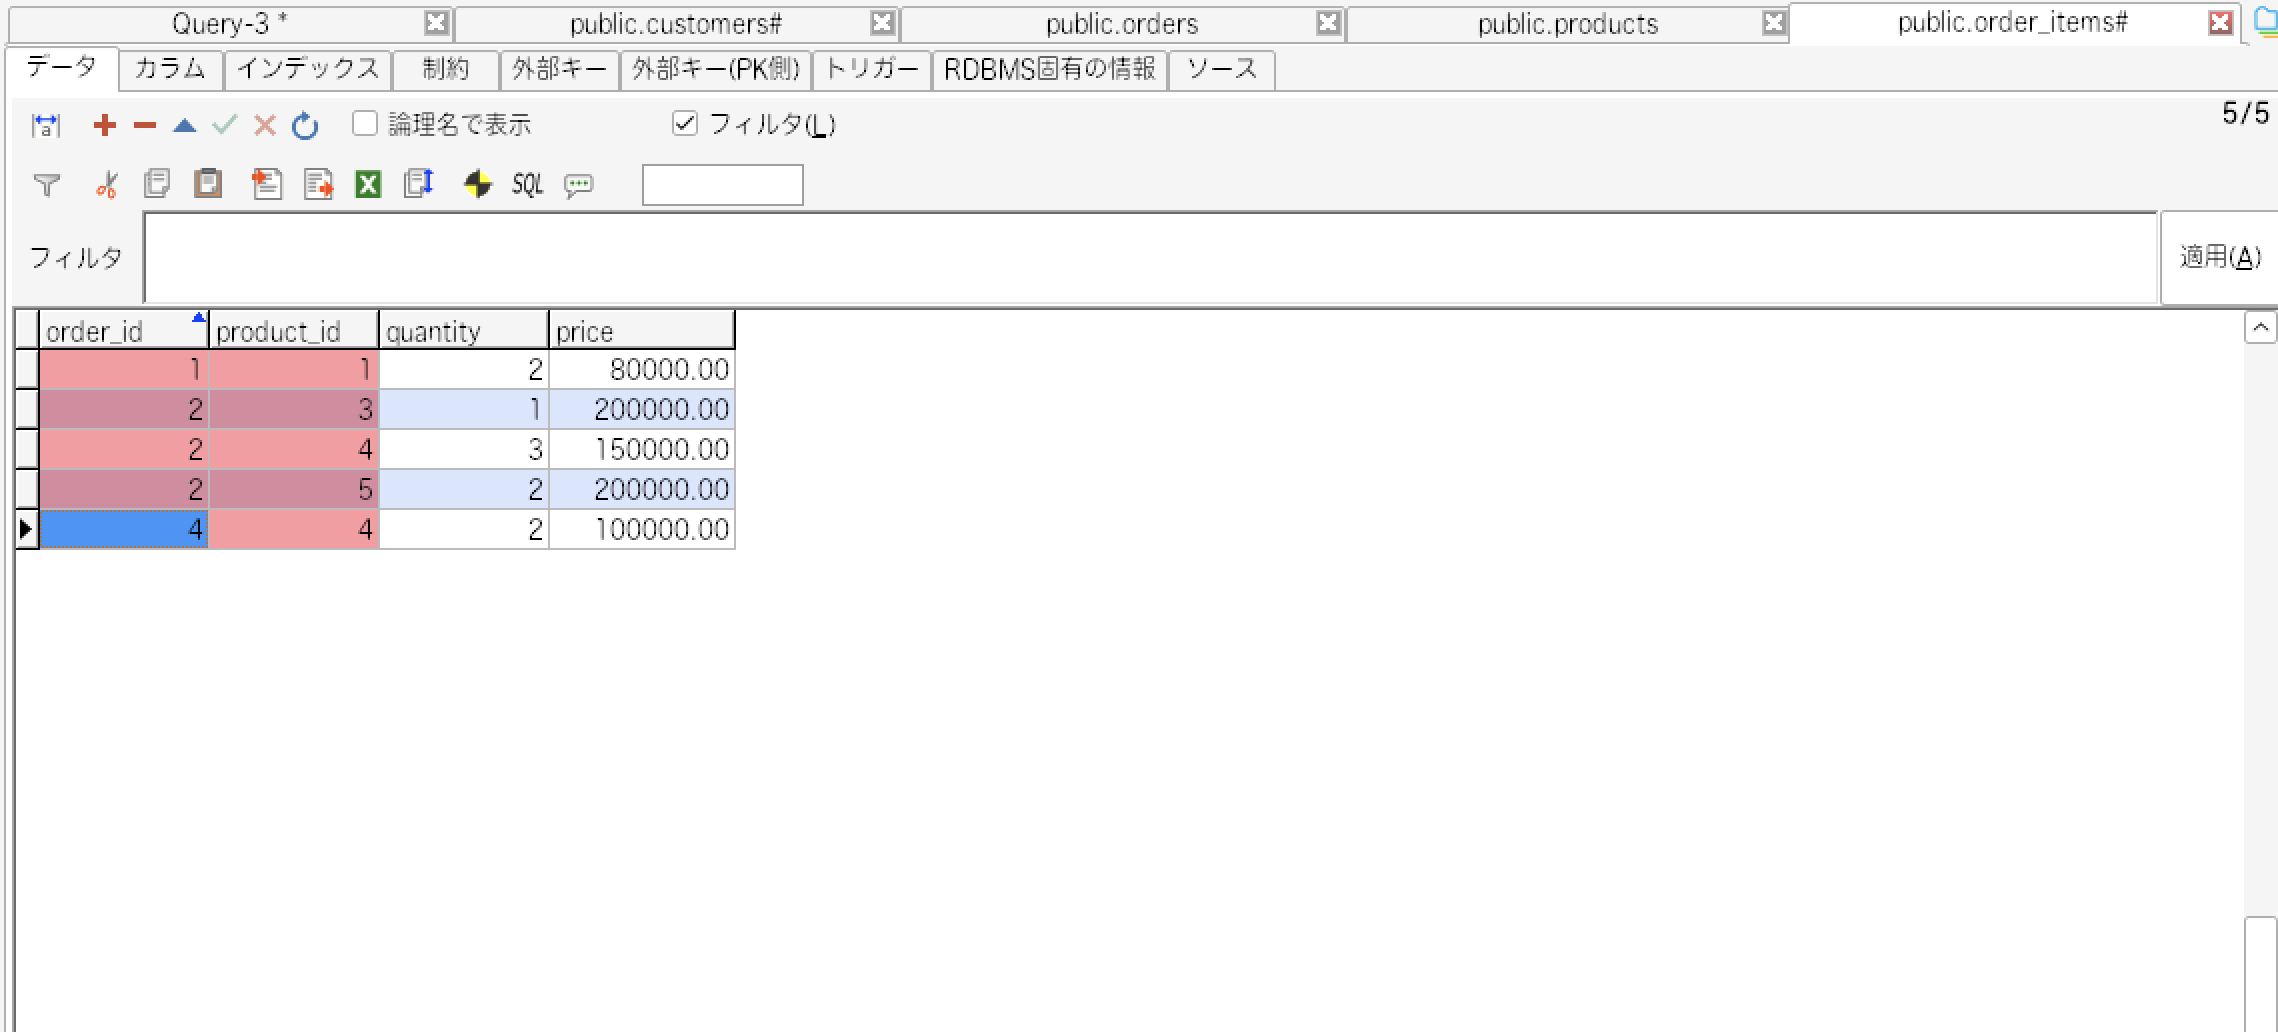 Query-3 * public.customers# public.orders public.products public.order_items#
データ カラム インデックス 制約 外部キー 外部キー(PK側) トリガー RDBMS固有の情報 ソース
a 論理名で表示 フィルタ(L) 5/5
X SQL
フィルタ 適用(A)
order_id product_id quantity price
1 1 2 80000.00
2 3 1 200000.00
2 4 3 150000.00
2 5 2 200000.00
4 4 2 100000.00